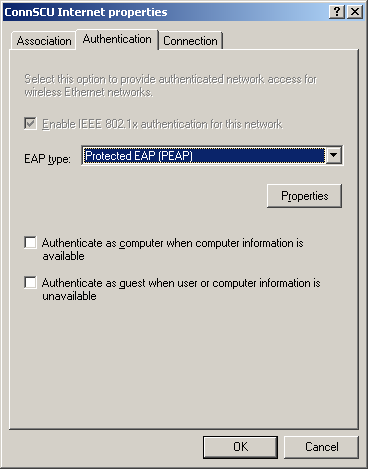 ConnSCU Internet properties
Association Authentication Connection
Select this option to provide authenticated network access for
wireless Ethernet networks.
Enable IEEE 802.1x authentication for this network
EAP type: Protected EAP (PEAP)
Properties
Authenticate as computer when computer information is
available
Authenticate as guest when user or computer information is
unavailable
OK Cancel